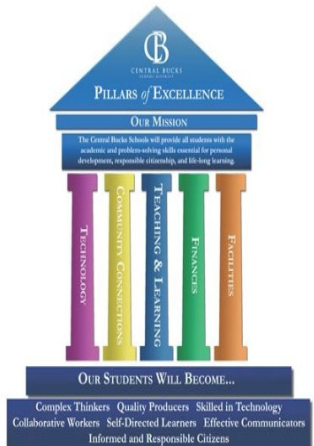 CB
CENTRAL BUCKS
SCHOOL DISTRICT
PILLARS of EXCELLENCE
OUR MISSION
The Central Bucks Schools will provide all students with the
academic and problem-solving skills essential for personal
development, responsible citizenship, and life-long learning.
TECHNOLOGY
COMMUNITY CONNECTIONS
TEACHING & LEARNING
FINANCES
FACILITIES
OUR STUDENTS WILL BECOME...
Complex Thinkers Quality Producers Skilled in Technology
Collaborative Workers Self-Directed Learners Effective Communicators
Informed and Responsible Citizens